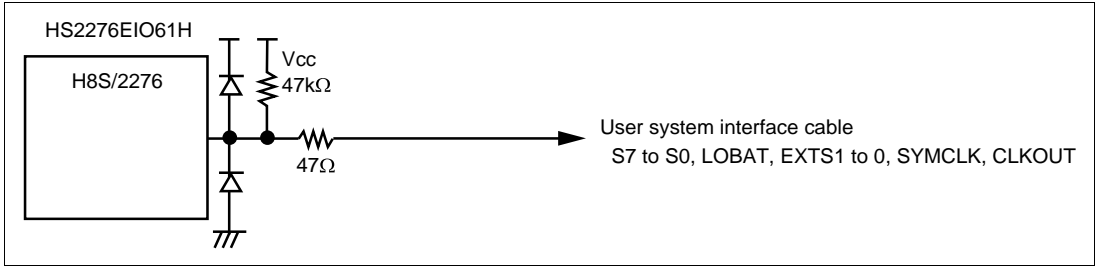 HS2276EIO61H
H8S/2276
Vcc
47kΩ
47Ω
User system interface cable
S7 to S0, LOBAT, EXTS1 to 0, SYMCLK, CLKOUT